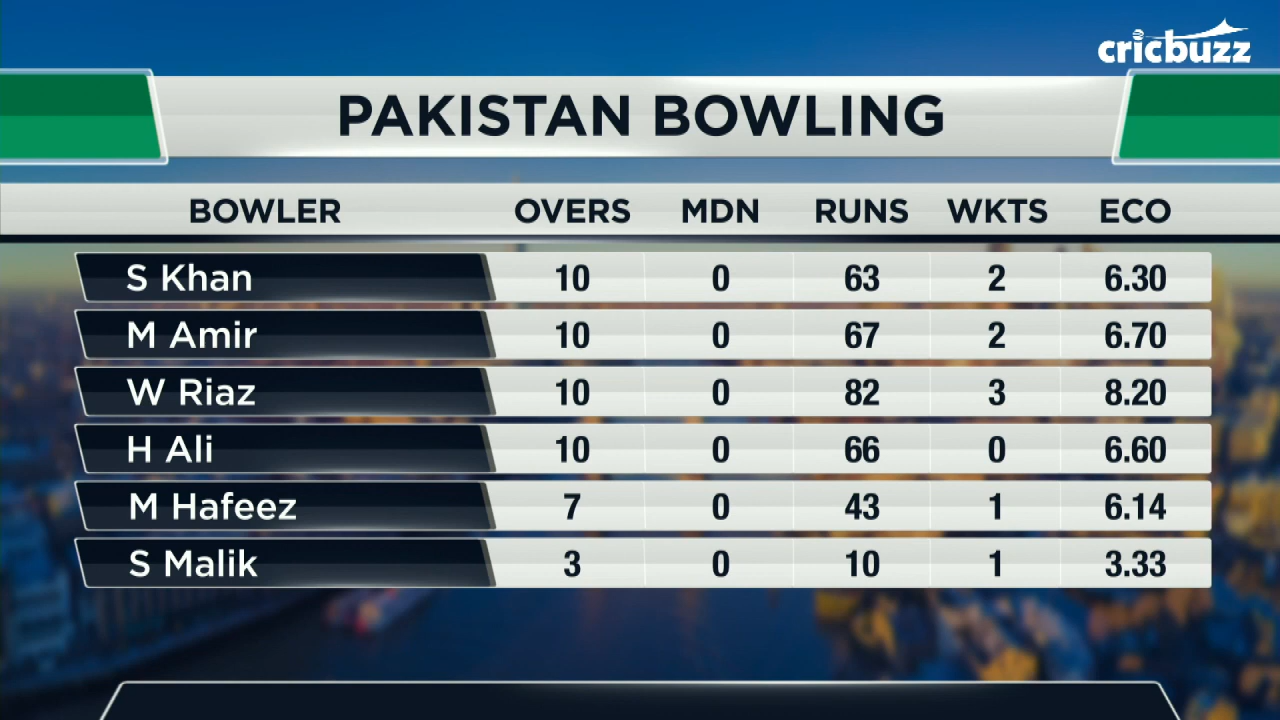 cricbuzz
PAKISTAN BOWLING
BOWLER OVERS MDN RUNS WKTS ECO
S Khan 10 0 63 2 6.30
M Amir 10 0 67 2 6.70
W Riaz 10 0 82 3 8.20
H Ali 10 0 66 0 6.60
M Hafeez 7 0 43 1 6.14
S Malik 3 0 10 1 3.33